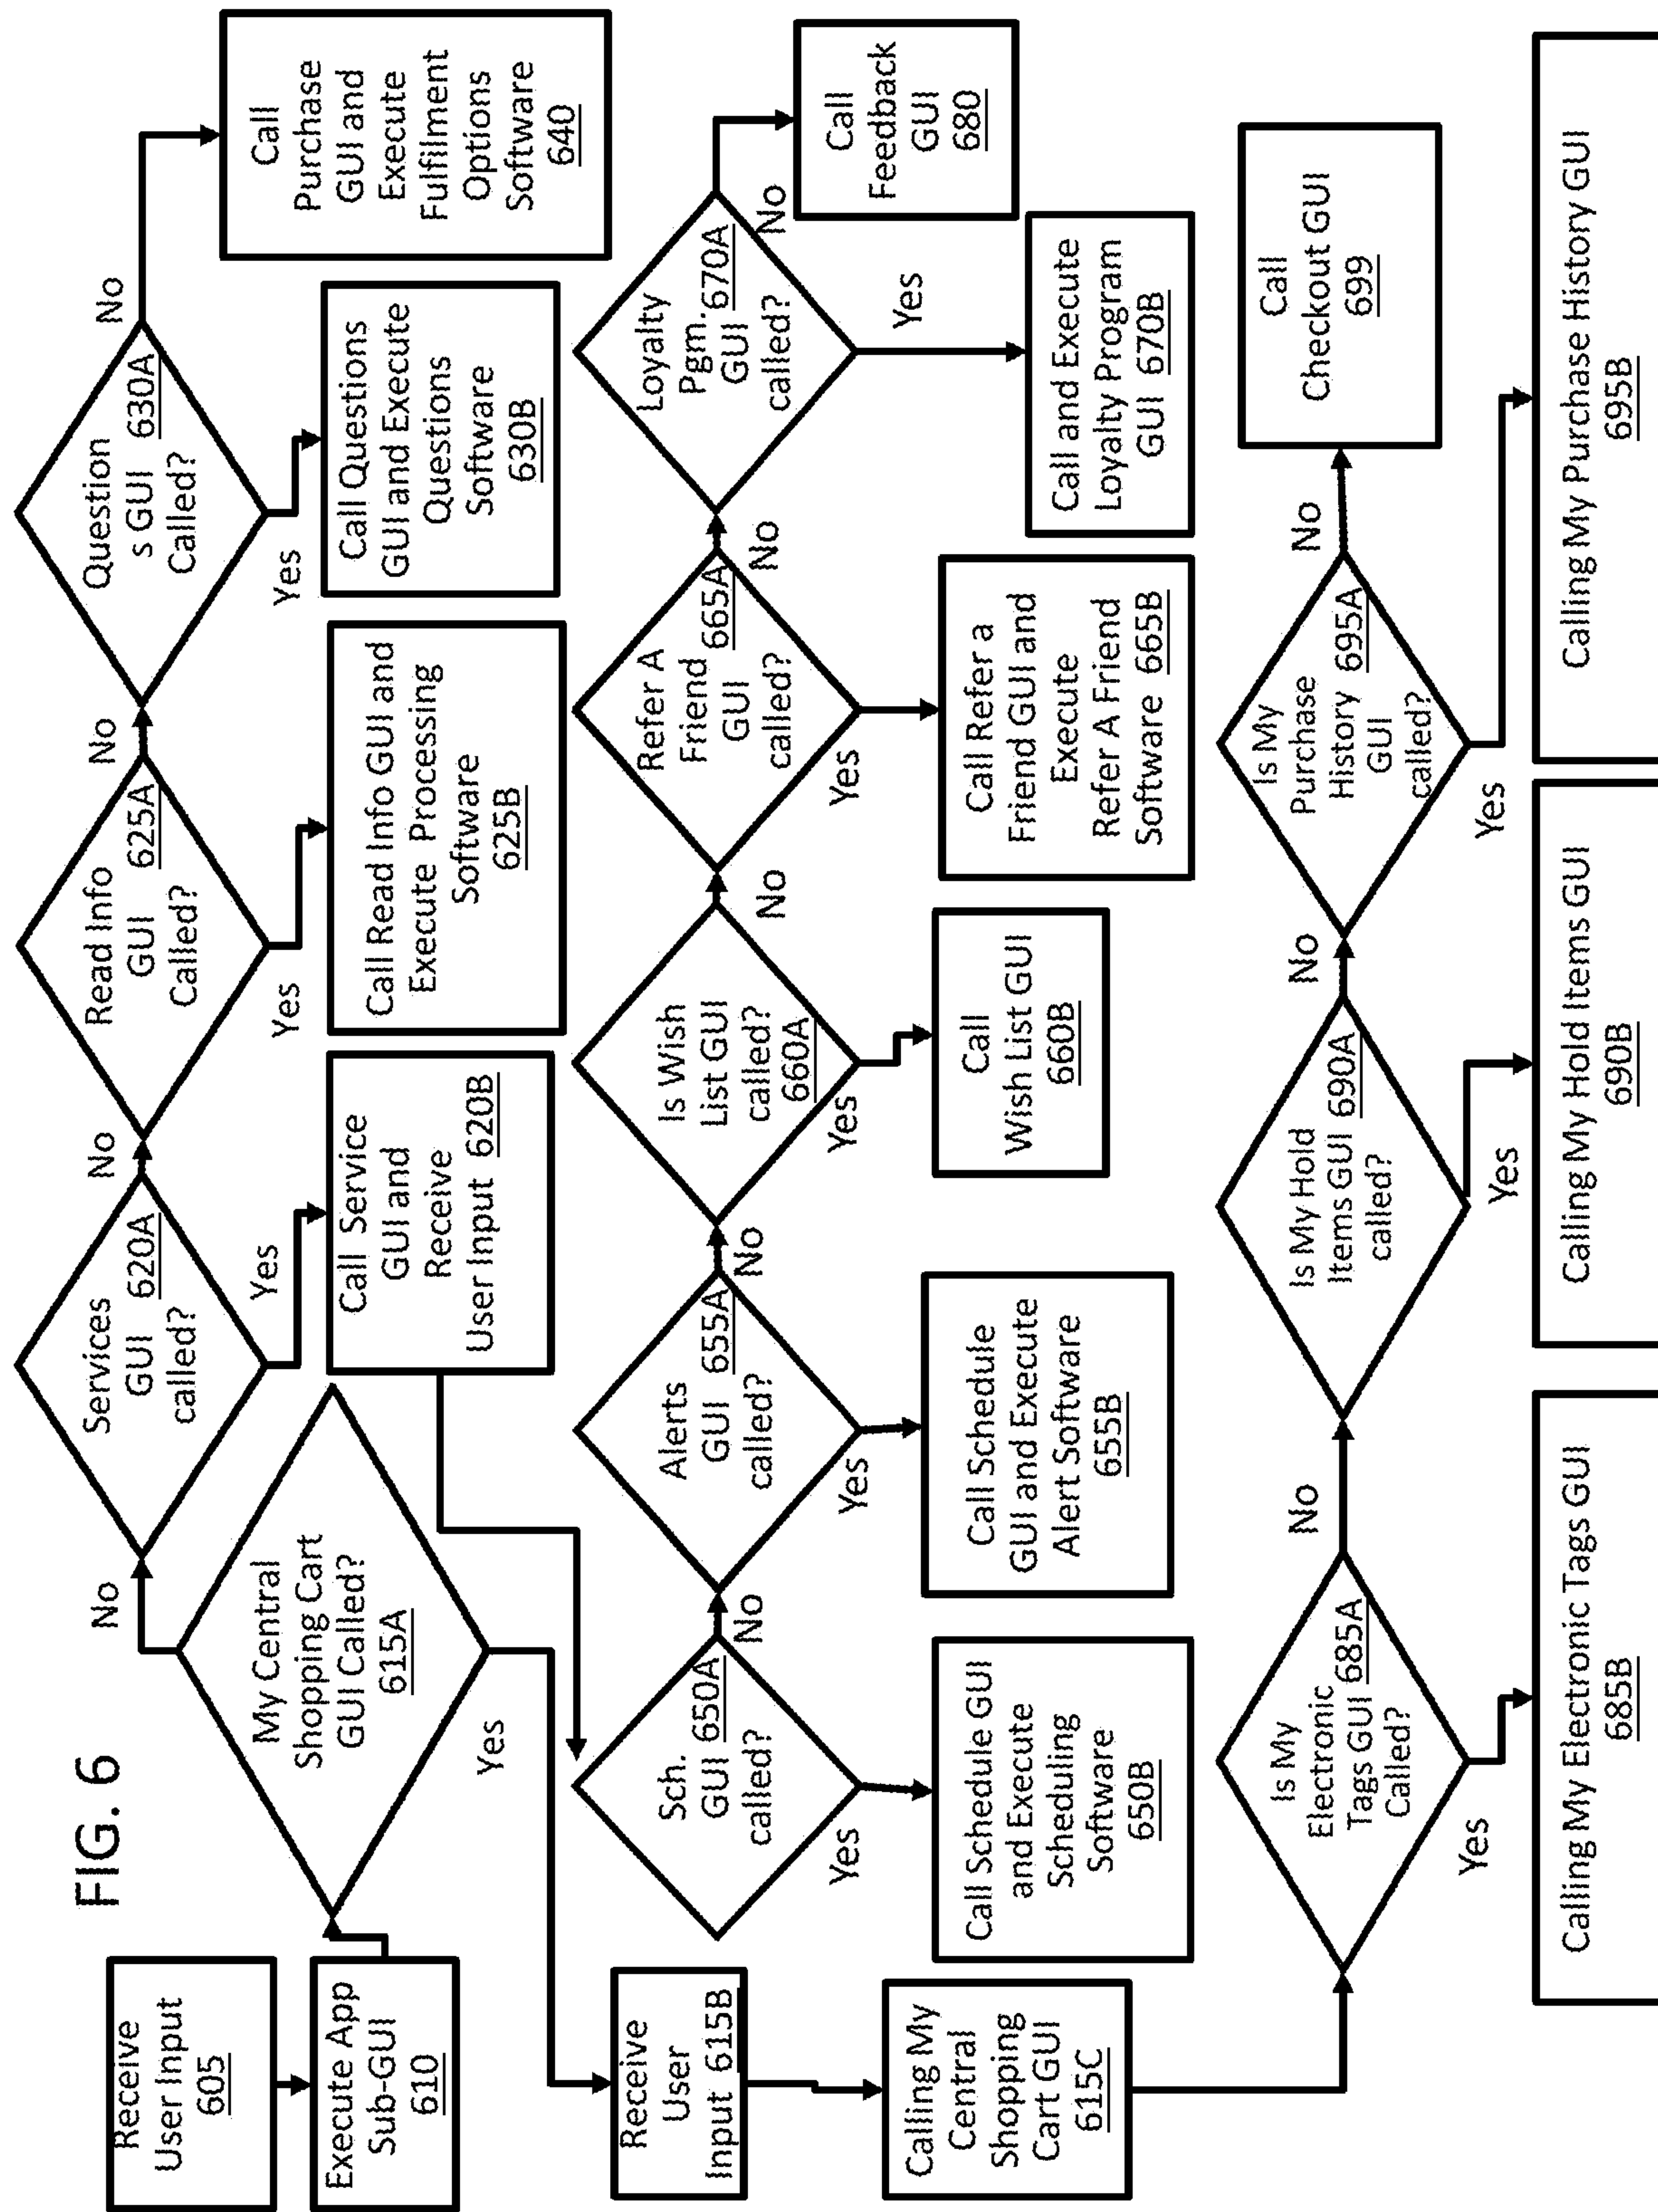 FIG. 6
Receive
User Input
605
Execute App
Sub-GUI
610
My Central
Shopping Cart
GUI Called?
615A
No
Yes
Services
GUI 620A
called?
No
Yes
Call Service
GUI and
Receive
User Input 620B
Read Info
GUI 625A
Called?
No
Yes
Call Read Info GUI and
Execute Processing
Software
625B
Question
s GUI 630A
Called?
No
Yes
Call Questions
GUI and Execute
Questions
Software
630B
Call
Purchase
GUI and
Execute
Fulfilment
Options
Software
640
Sch.
GUI 650A
called?
No
Yes
Call Schedule GUI
and Execute
Scheduling
Software
650B
Alerts
GUI 655A
called?
No
Yes
Call Schedule
GUI and Execute
Alert Software
655B
Is Wish
List GUI
called?
660A
No
Yes
Call
Wish List GUI
660B
Refer A
Friend 665A
GUI
called?
No
Yes
Call Refer a
Friend GUI and
Execute
Refer A Friend
Software 665B
Loyalty
Pgm. 670A
GUI
called?
No
Yes
Call and Execute
Loyalty Program
GUI 670B
Call
Feedback
GUI
680
Receive
User
Input 615B
Calling My
Central
Shopping
Cart GUI
615C
Is My
Electronic
Tags GUI 685A
Called?
No
Yes
Calling My Electronic Tags GUI
685B
Is My Hold
Items GUI 690A
called?
No
Yes
Calling My Hold Items GUI
690B
Is My
Purchase
History 695A
GUI
called?
No
Yes
Calling My Purchase History GUI
695B
Call
Checkout GUI
699